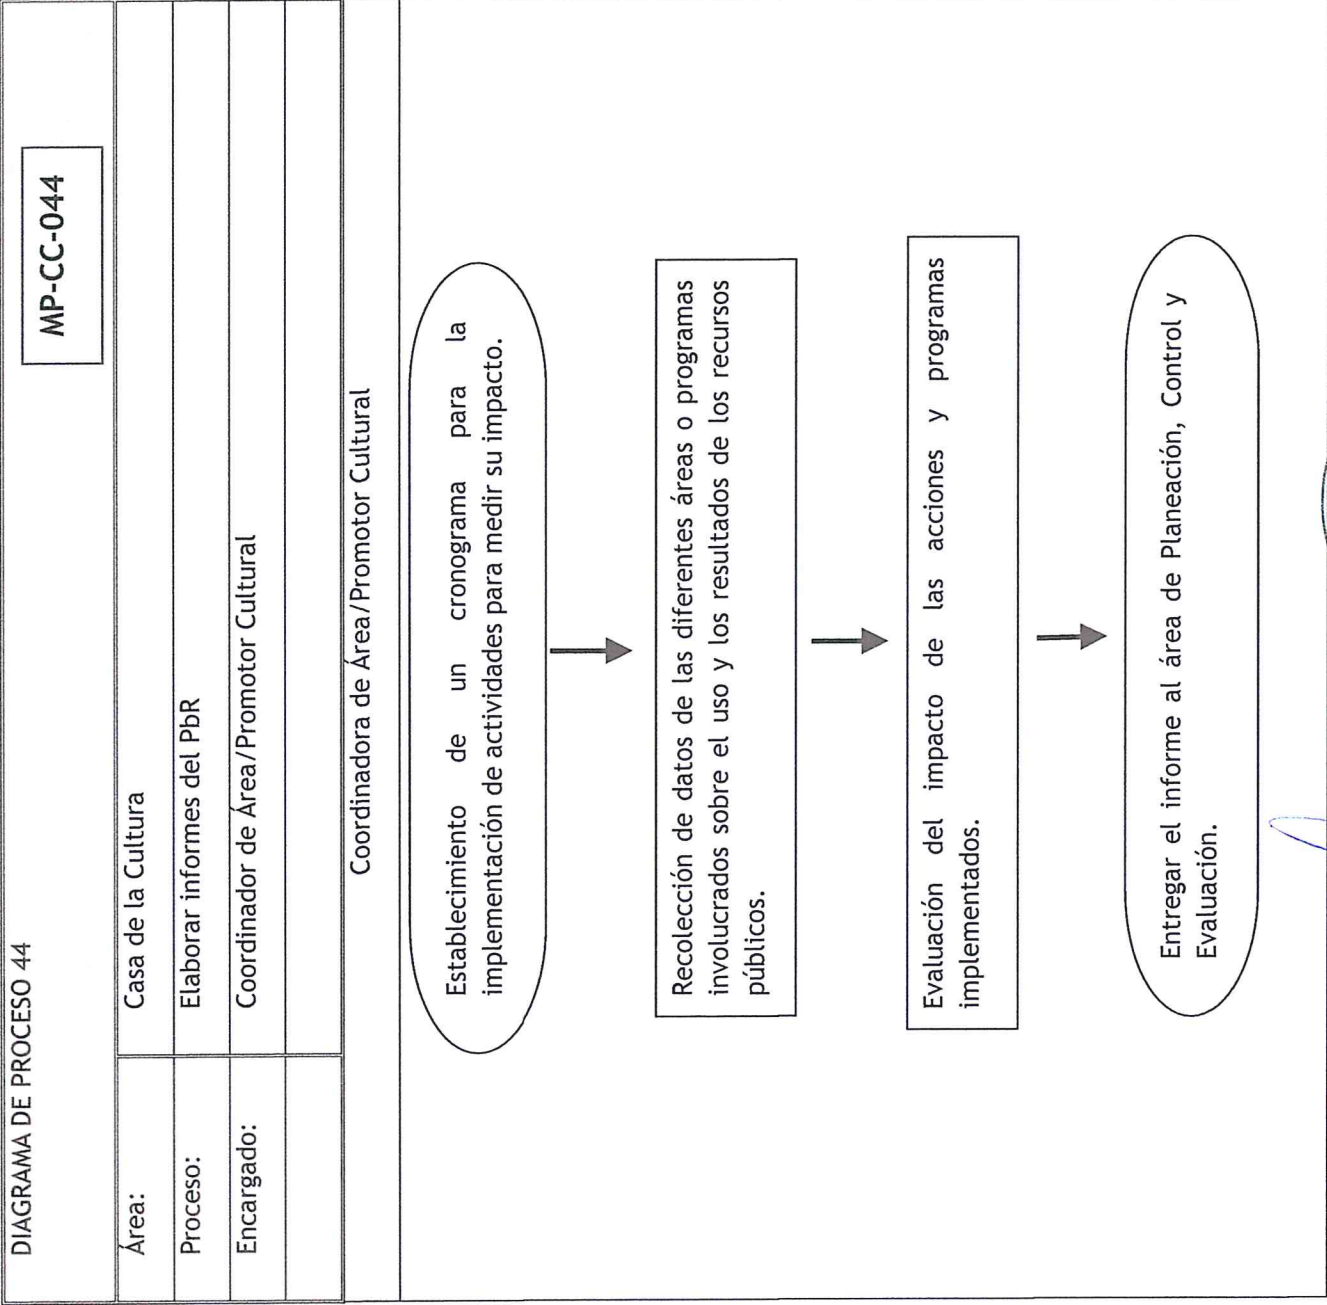 DIAGRAMA DE PROCESO 44
MP-CC-044
Área: Casa de la Cultura
Proceso: Elaborar informes del PbR
Encargado: Coordinador de Área/Promotor Cultural
Coordinadora de Área/Promotor Cultural
Establecimiento de un cronograma para la
implementación de actividades para medir su impacto.
Recolección de datos de las diferentes áreas o programas
involucrados sobre el uso y los resultados de los recursos
públicos.
Evaluación del impacto de las acciones y programas
implementados.
Entregar el informe al área de Planeación, Control y
Evaluación.